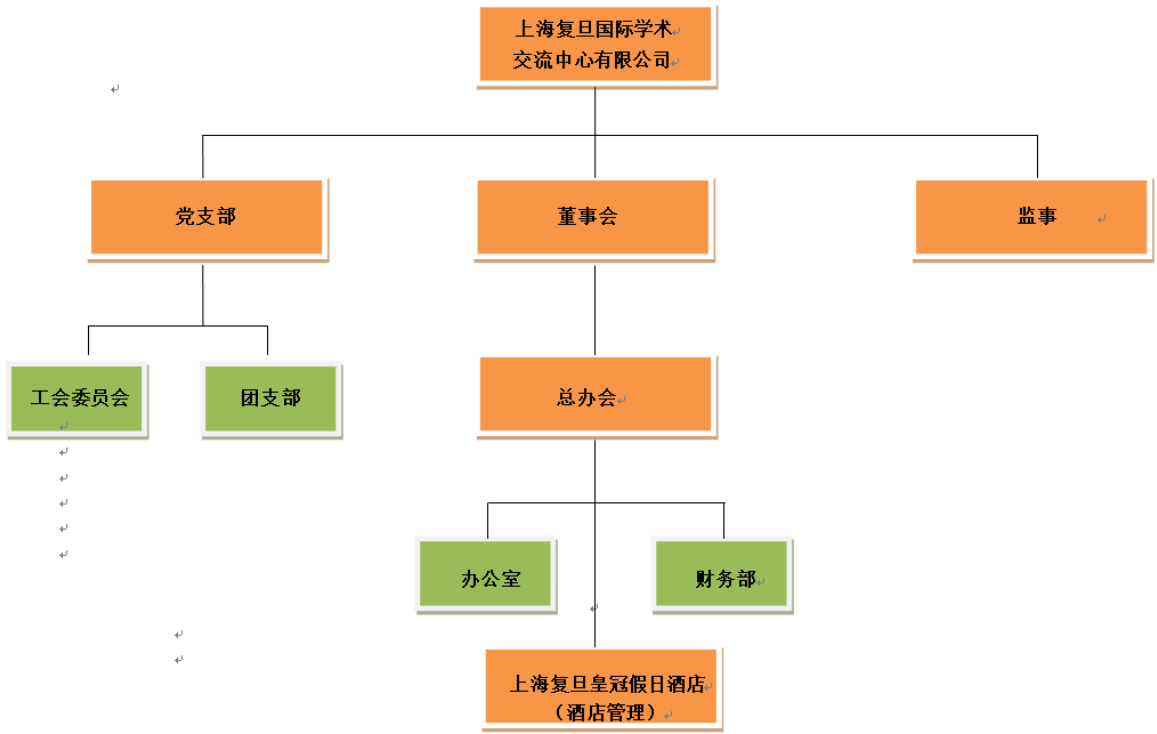 上海复旦国际学术
交流中心有限公司
党支部
董事会
监事
工会委员会
团支部
总办会
办公室
财务部
上海复旦皇冠假日酒店
（酒店管理）